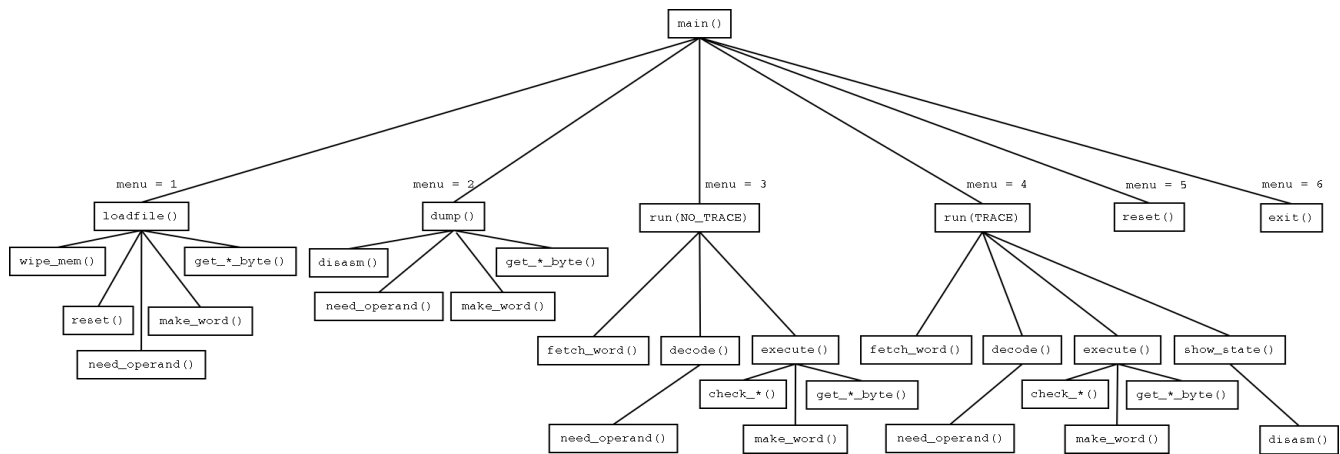 main()
menu = 1
menu = 2
menu = 3
menu = 4
menu = 5
menu = 6
loadfile()
dump()
run(NO_TRACE)
run(TRACE)
reset()
exit()
wipe_mem()
get_*_byte()
disasm()
get_*_byte()
reset()
make_word()
need_operand()
make_word()
need_operand()
fetch_word()
decode()
execute()
fetch_word()
decode()
execute()
show_state()
check_*()
get_*_byte()
check_*()
get_*_byte()
need_operand()
make_word()
need_operand()
make_word()
disasm()